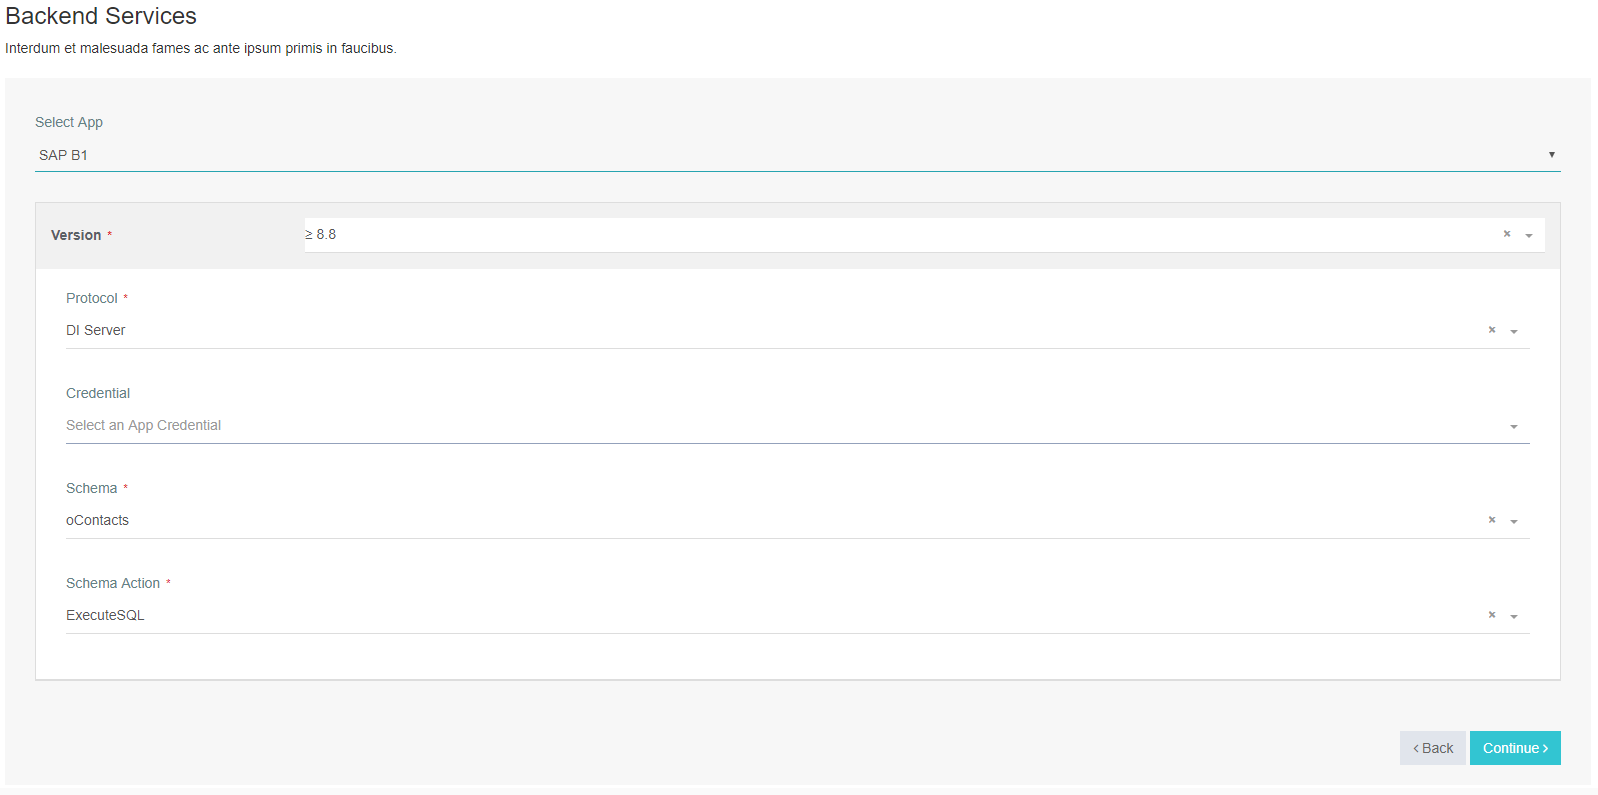 Backend Services
Interdum et malesuada fames ac ante ipsum primis in faucibus.
Select App
SAP B1
Version *
≥ 8.8
Protocol *
DI Server
Credential
Select an App Credential
Schema *
oContacts
Schema Action *
ExecuteSQL
‹ Back
Continue ›